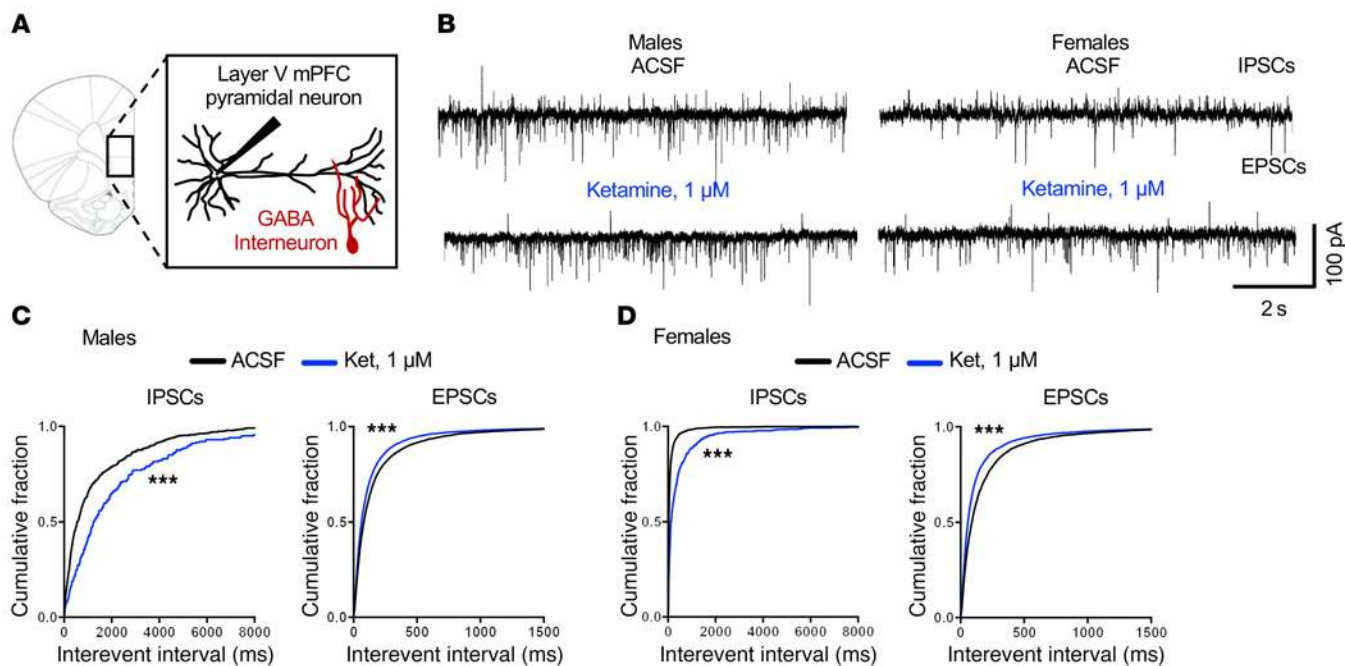 A
Layer V mPFC
pyramidal neuron
GABA
Interneuron
B
Males
ACSF
Females
ACSF
IPSCs
EPSCs
Ketamine, 1 µM
Ketamine, 1 µM
100 pA
2 s
C
Males
ACSF Ket, 1 µM
IPSCs
Cumulative fraction
1.0
0.5
0.0
***
0 2000 4000 6000 8000
Interevent interval (ms)
EPSCs
Cumulative fraction
1.0
0.5
0.0
***
0 500 1000 1500
Interevent interval (ms)
D
Females
ACSF Ket, 1 µM
IPSCs
Cumulative fraction
1.0
0.5
0.0
***
0 2000 4000 6000 8000
Interevent interval (ms)
EPSCs
Cumulative fraction
1.0
0.5
0.0
***
0 500 1000 1500
Interevent interval (ms)